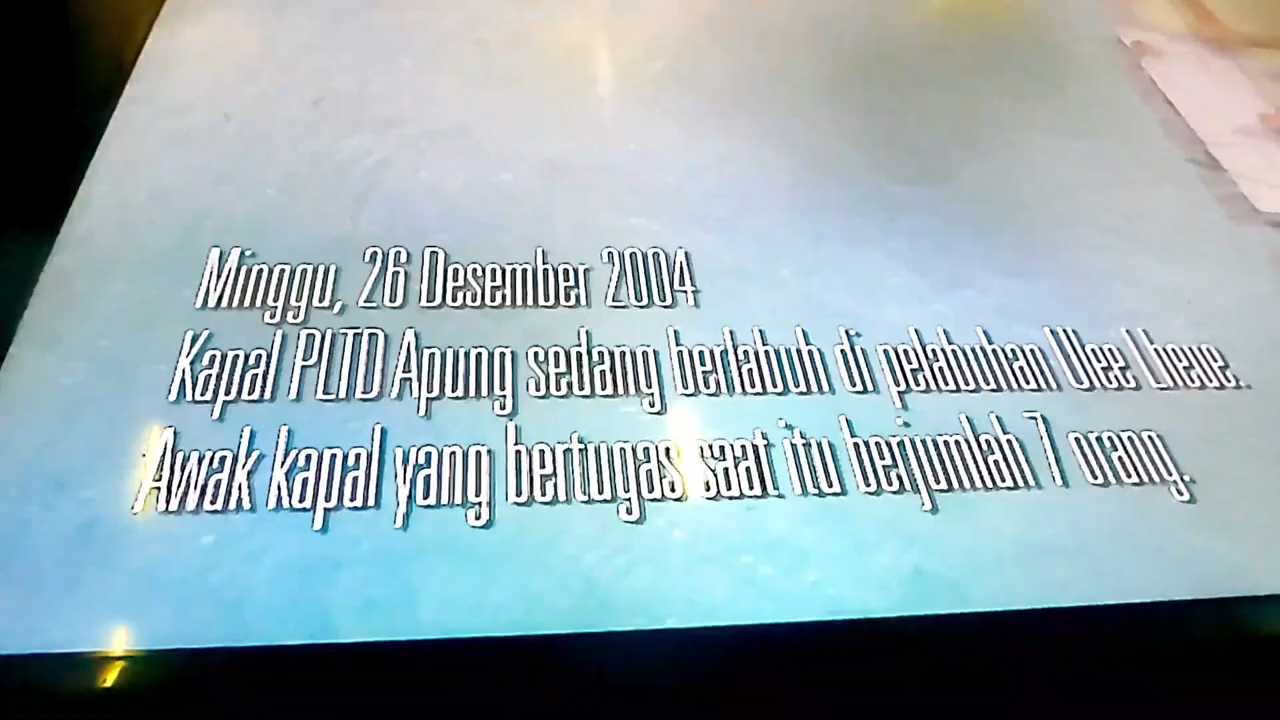 Minggu, 26 Desember 2004
Kapal PLTD Apung sedang berlabuh di pelabuhan Ulee Lheue.
Awak kapal yang bertugas saat itu berjumlah 7 orang.